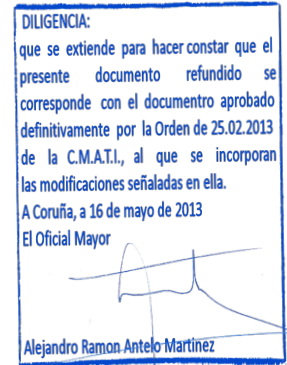 DILIGENCIA:
que se extiende para hacer constar que el
presente documento refundido se
corresponde con el documentro aprobado
definitivamente por la Orden de 25.02.2013
de la C.M.A.T.I., al que se incorporan
las modificaciones señaladas en ella.
A Coruña, a 16 de mayo de 2013
El Oficial Mayor
Alejandro Ramon Antelo Martinez